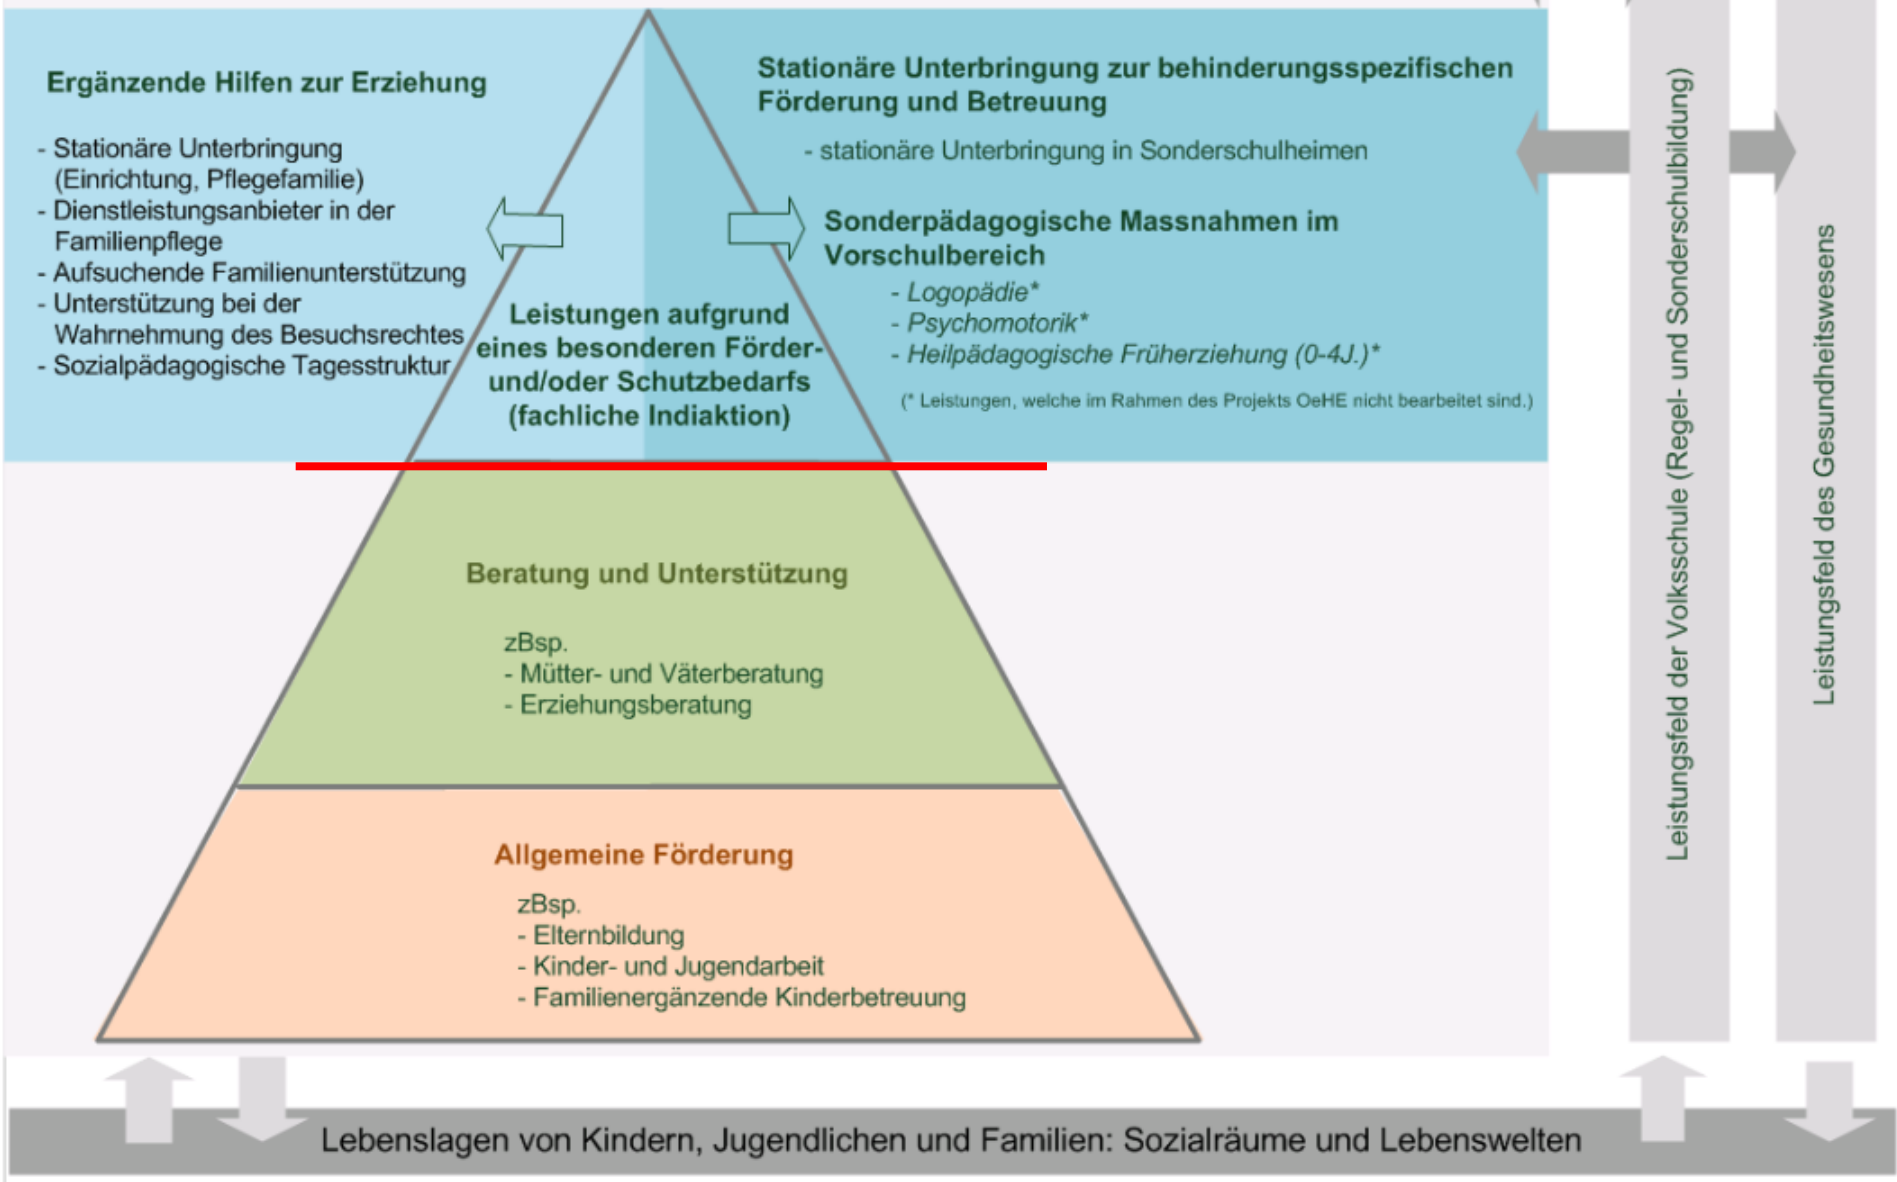 Ergänzende Hilfen zur Erziehung
- Stationäre Unterbringung
(Einrichtung, Pflegefamilie)
- Dienstleistungsanbieter in der
Familienpflege
- Aufsuchende Familienunterstützung
- Unterstützung bei der
Wahrnehmung des Besuchsrechtes
- Sozialpädagogische Tagesstruktur
Leistungen aufgrund
eines besonderen Förder-
und/oder Schutzbedarfs
(fachliche Indiaktion)
Stationäre Unterbringung zur behinderungsspezifischen
Förderung und Betreuung
- stationäre Unterbringung in Sonderschulheimen
Sonderpädagogische Massnahmen im
Vorschulbereich
- Logopädie*
- Psychomotorik*
- Heilpädagogische Früherziehung (0-4J.)*
(* Leistungen, welche im Rahmen des Projekts OeHE nicht bearbeitet sind.)
Beratung und Unterstützung
zBsp.
- Mütter- und Väterberatung
- Erziehungsberatung
Allgemeine Förderung
zBsp.
- Elternbildung
- Kinder- und Jugendarbeit
- Familienergänzende Kinderbetreuung
Leistungsfeld der Volksschule (Regel- und Sonderschulbildung)
Leistungsfeld des Gesundheitswesens
Lebenslagen von Kindern, Jugendlichen und Familien: Sozialräume und Lebenswelten